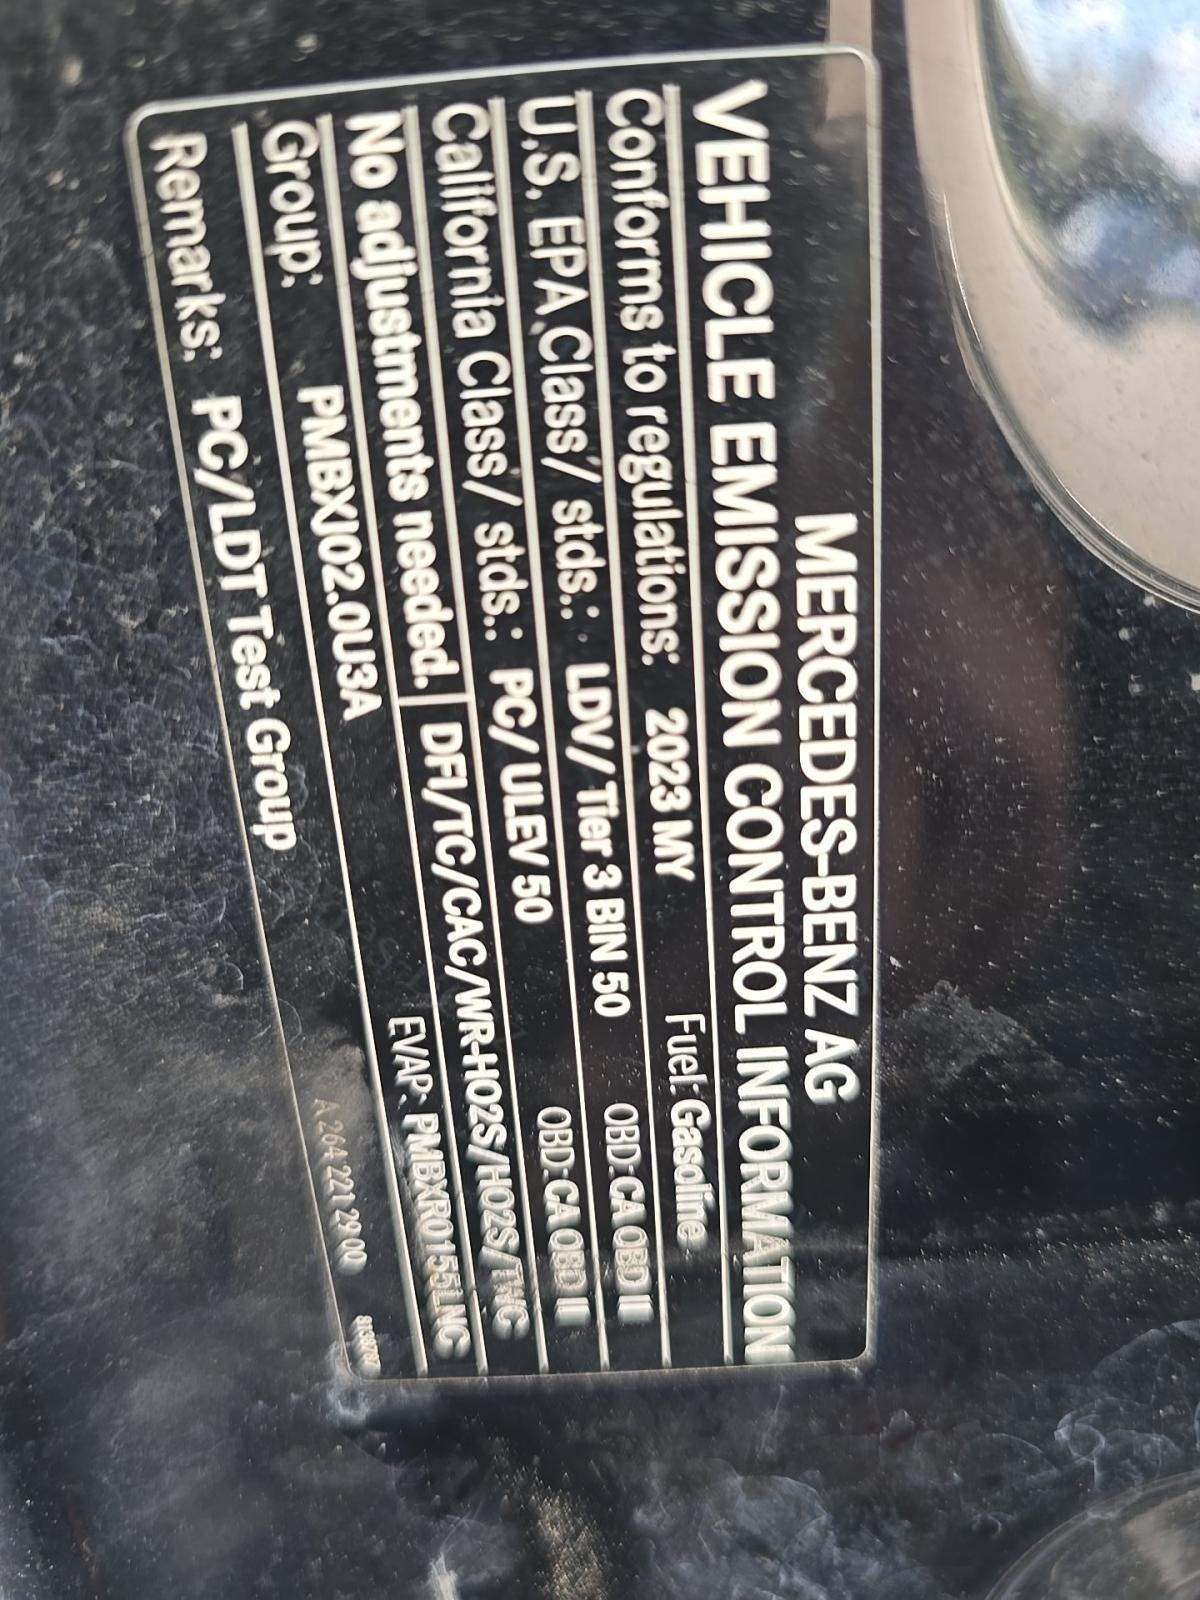 MERCEDES-BENZ AG
VEHICLE EMISSION CONTROL INFORMATION
Conforms to regulations: 2023 MY Fuel: Gasoline
U.S. EPA Class/ stds.: LDV/ Tier 3 BIN 50 OBD: CA OBD II
California Class/ stds.: PC/ ULEV 50 OBD: CA OBD II
No adjustments needed. DFI/TC/CAC/WR-HO2S/HO2S/TWC
Group: PMBXJ02.0U3A EVAP: PMBXR0155LNC
Remarks: PC/LDT Test Group A 264 221 29 00